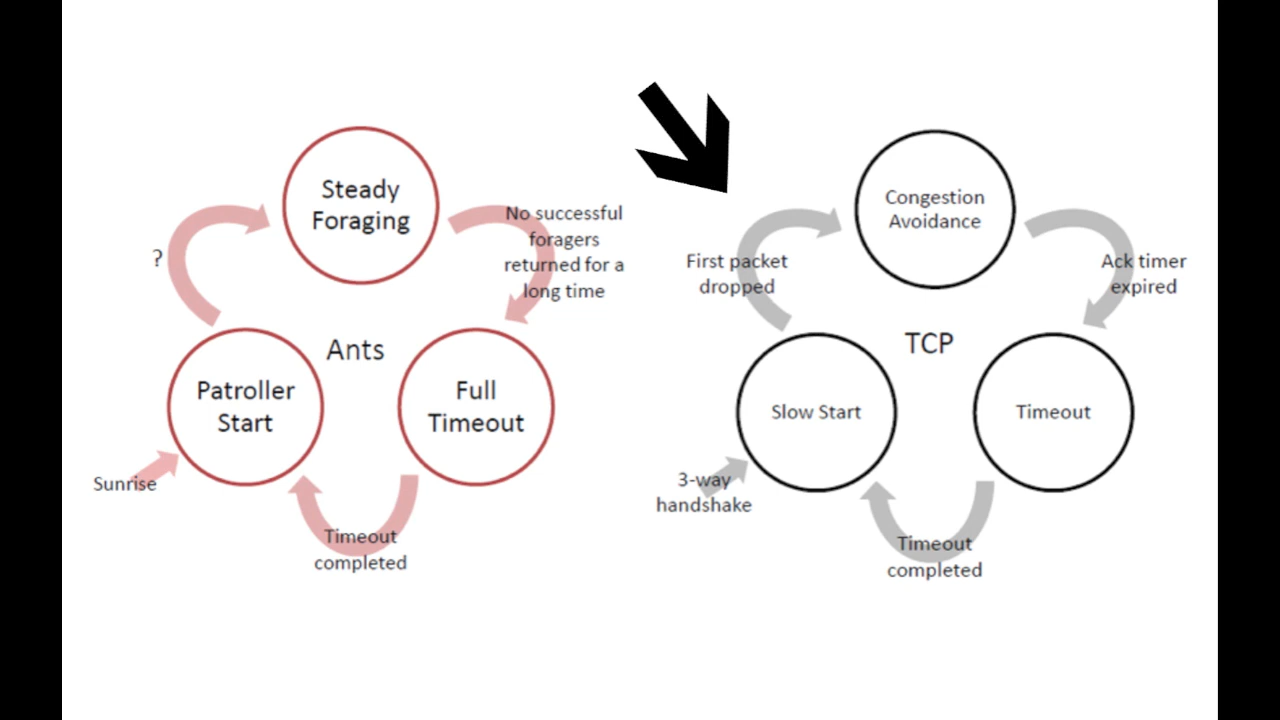 Steady
Foraging
No successful
foragers
returned for a
long time
?
Ants
Patroller
Start
Full
Timeout
Sunrise
Timeout
completed
Congestion
Avoidance
First packet
dropped
Ack timer
expired
TCP
Slow Start
Timeout
3-way
handshake
Timeout
completed